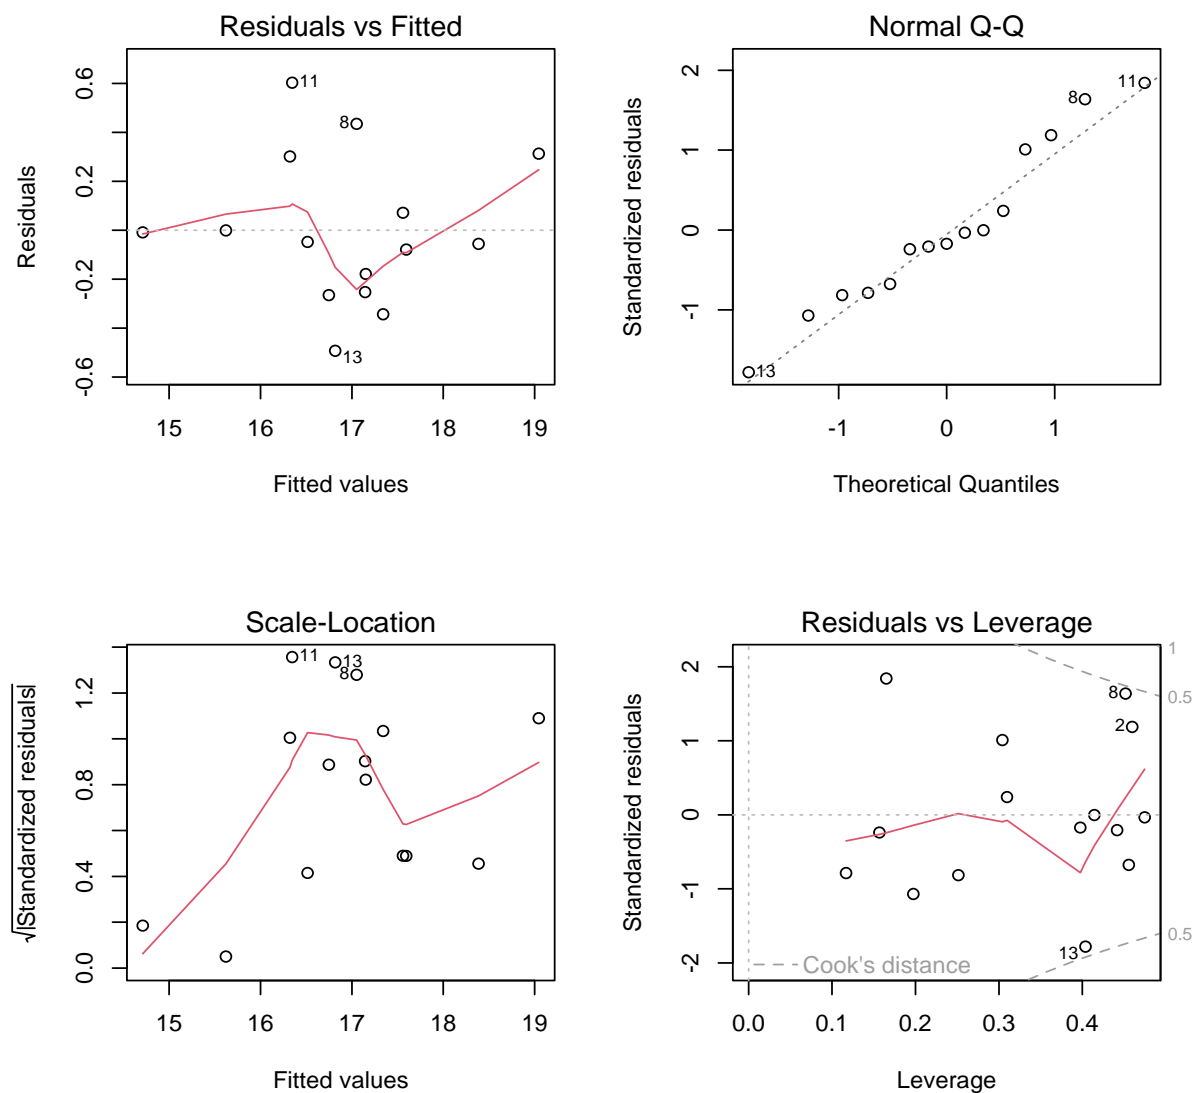 Residuals vs Fitted
Residuals
0.6
0.2
-0.2
-0.6
11
8
13
15 16 17 18 19
Fitted values
Normal Q-Q
Standardized residuals
2
1
0
-1
8
11
13
-1 0 1
Theoretical Quantiles
Scale-Location
√|Standardized residuals|
1.2
0.8
0.4
0.0
11
13
8
15 16 17 18 19
Fitted values
Residuals vs Leverage
Standardized residuals
2
1
0
-1
-2
1
0.5
0.5
8
2
13
Cook's distance
0.0 0.1 0.2 0.3 0.4
Leverage